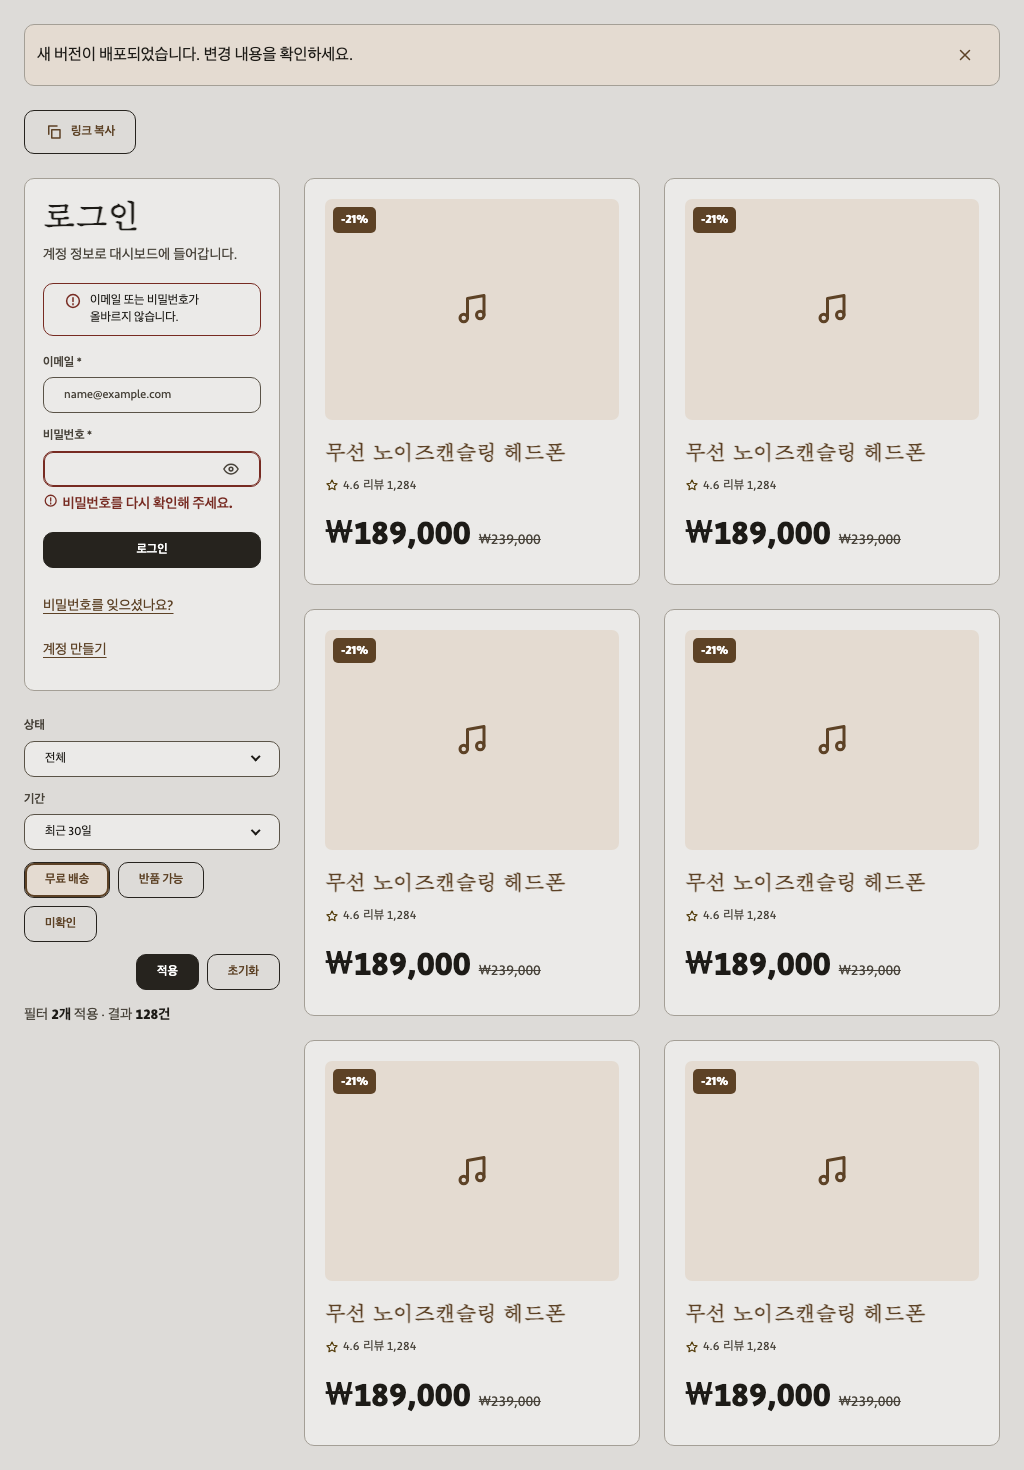 새 버전이 배포되었습니다. 변경 내용을 확인하세요.
링크 복사
로그인
계정 정보로 대시보드에 들어갑니다.
이메일 또는 비밀번호가
올바르지 않습니다.
이메일 *
name@example.com
비밀번호 *
비밀번호를 다시 확인해 주세요.
로그인
비밀번호를 잊으셨나요?
계정 만들기
상태
전체
기간
최근 30일
무료 배송
반품 가능
미확인
적용
초기화
필터 2개 적용 · 결과 128건
-21%
무선 노이즈캔슬링 헤드폰
4.6 리뷰 1,284
₩189,000 ₩239,000
-21%
무선 노이즈캔슬링 헤드폰
4.6 리뷰 1,284
₩189,000 ₩239,000
-21%
무선 노이즈캔슬링 헤드폰
4.6 리뷰 1,284
₩189,000 ₩239,000
-21%
무선 노이즈캔슬링 헤드폰
4.6 리뷰 1,284
₩189,000 ₩239,000
-21%
무선 노이즈캔슬링 헤드폰
4.6 리뷰 1,284
₩189,000 ₩239,000
-21%
무선 노이즈캔슬링 헤드폰
4.6 리뷰 1,284
₩189,000 ₩239,000